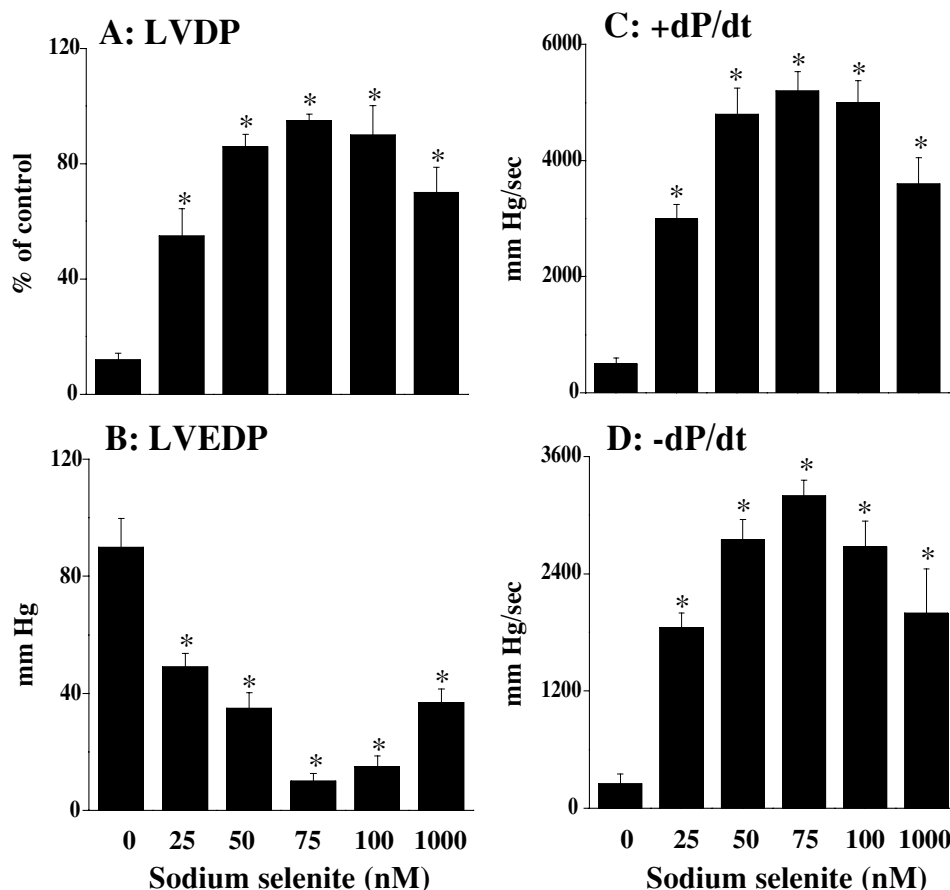 A: LVDP
% of control
120
80
40
0
* * * * *
B: LVEDP
mm Hg
120
80
40
0
* * * * *
0 25 50 75 100 1000
Sodium selenite (nM)
C: +dP/dt
mm Hg/sec
6000
4000
2000
0
* * * * *
D: -dP/dt
mm Hg/sec
3600
2400
1200
0
* * * * *
0 25 50 75 100 1000
Sodium selenite (nM)